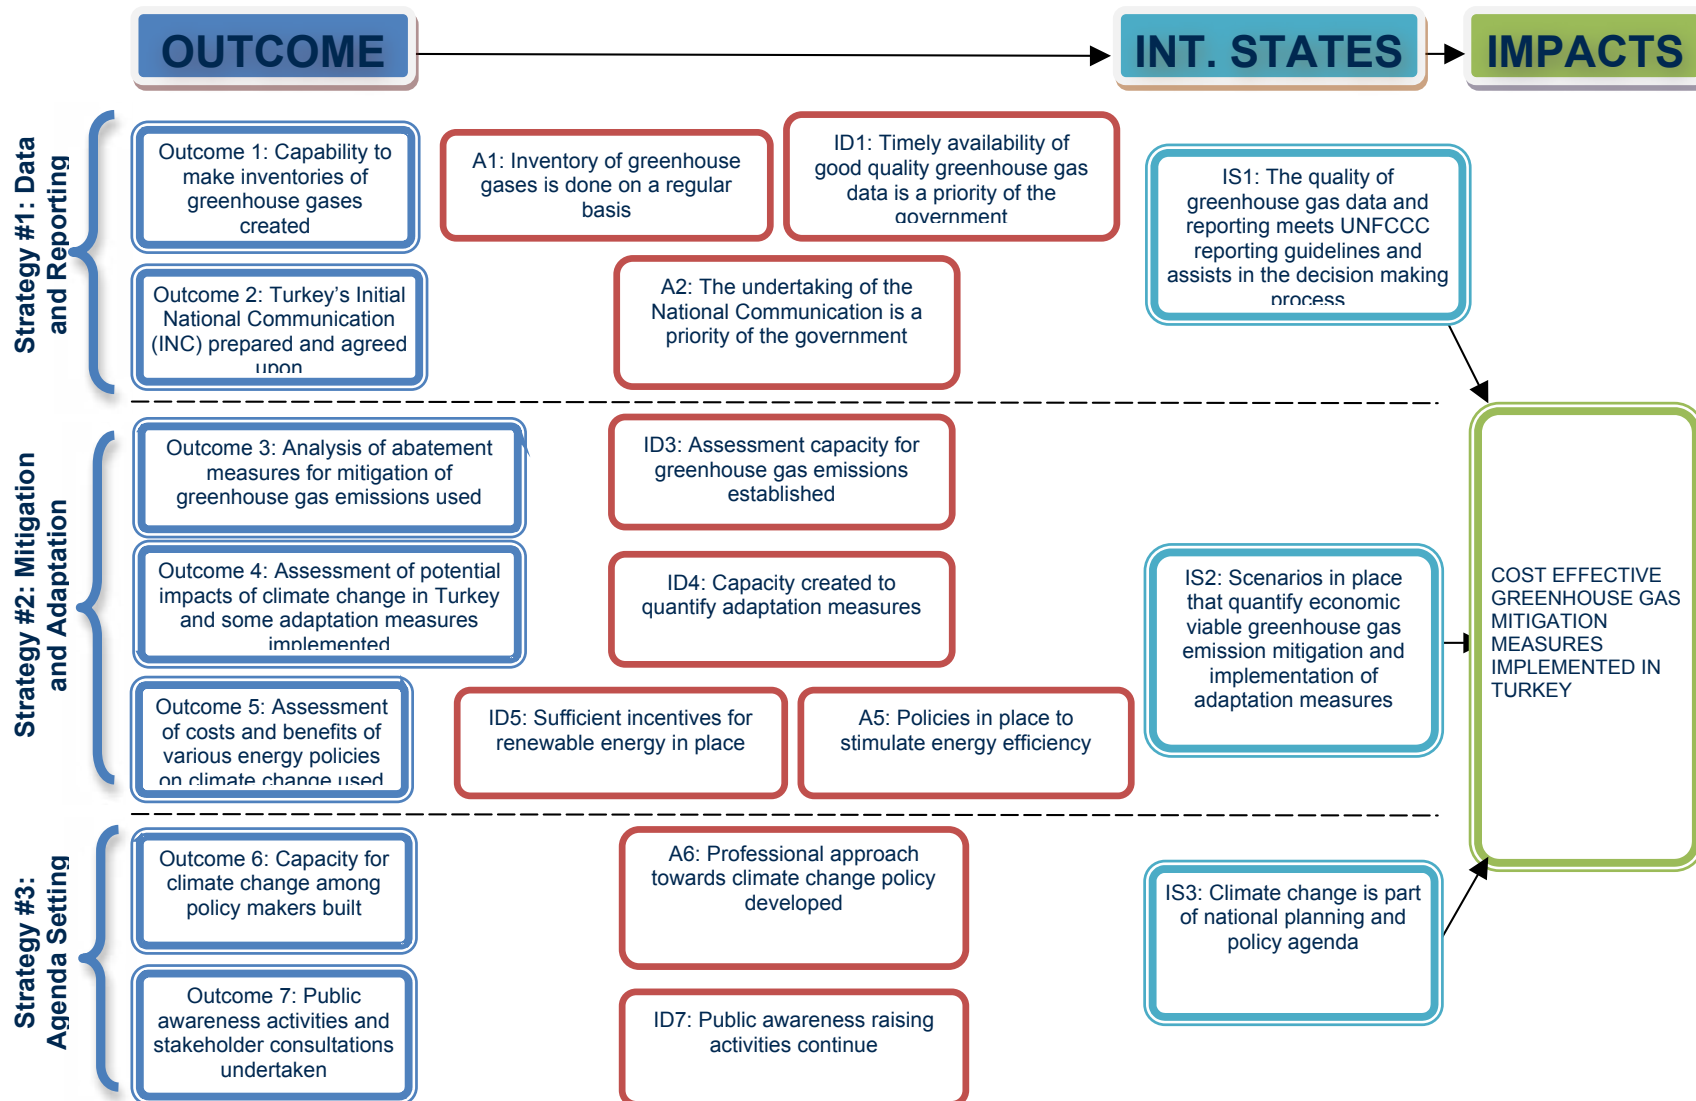 OUTCOME
INT. STATES
IMPACTS
Strategy #1: Data
and Reporting
Outcome 1: Capability to
make inventories of
greenhouse gases
created
A1: Inventory of greenhouse
gases is done on a regular
basis
ID1: Timely availability of
good quality greenhouse gas
data is a priority of the
government
IS1: The quality of
greenhouse gas data and
reporting meets UNFCCC
reporting guidelines and
assists in the decision making
process
Outcome 2: Turkey’s Initial
National Communication
(INC) prepared and agreed
upon
A2: The undertaking of the
National Communication is a
priority of the government
Strategy #2: Mitigation
and Adaptation
Outcome 3: Analysis of abatement
measures for mitigation of
greenhouse gas emissions used
ID3: Assessment capacity for
greenhouse gas emissions
established
Outcome 4: Assessment of potential
impacts of climate change in Turkey
and some adaptation measures
implemented
ID4: Capacity created to
quantify adaptation measures
IS2: Scenarios in place
that quantify economic
viable greenhouse gas
emission mitigation and
implementation of
adaptation measures
COST EFFECTIVE
GREENHOUSE GAS
MITIGATION
MEASURES
IMPLEMENTED IN
TURKEY
Outcome 5: Assessment
of costs and benefits of
various energy policies
on climate change used
ID5: Sufficient incentives for
renewable energy in place
A5: Policies in place to
stimulate energy efficiency
Strategy #3:
Agenda Setting
Outcome 6: Capacity for
climate change among
policy makers built
A6: Professional approach
towards climate change policy
developed
IS3: Climate change is part
of national planning and
policy agenda
Outcome 7: Public
awareness activities and
stakeholder consultations
undertaken
ID7: Public awareness raising
activities continue